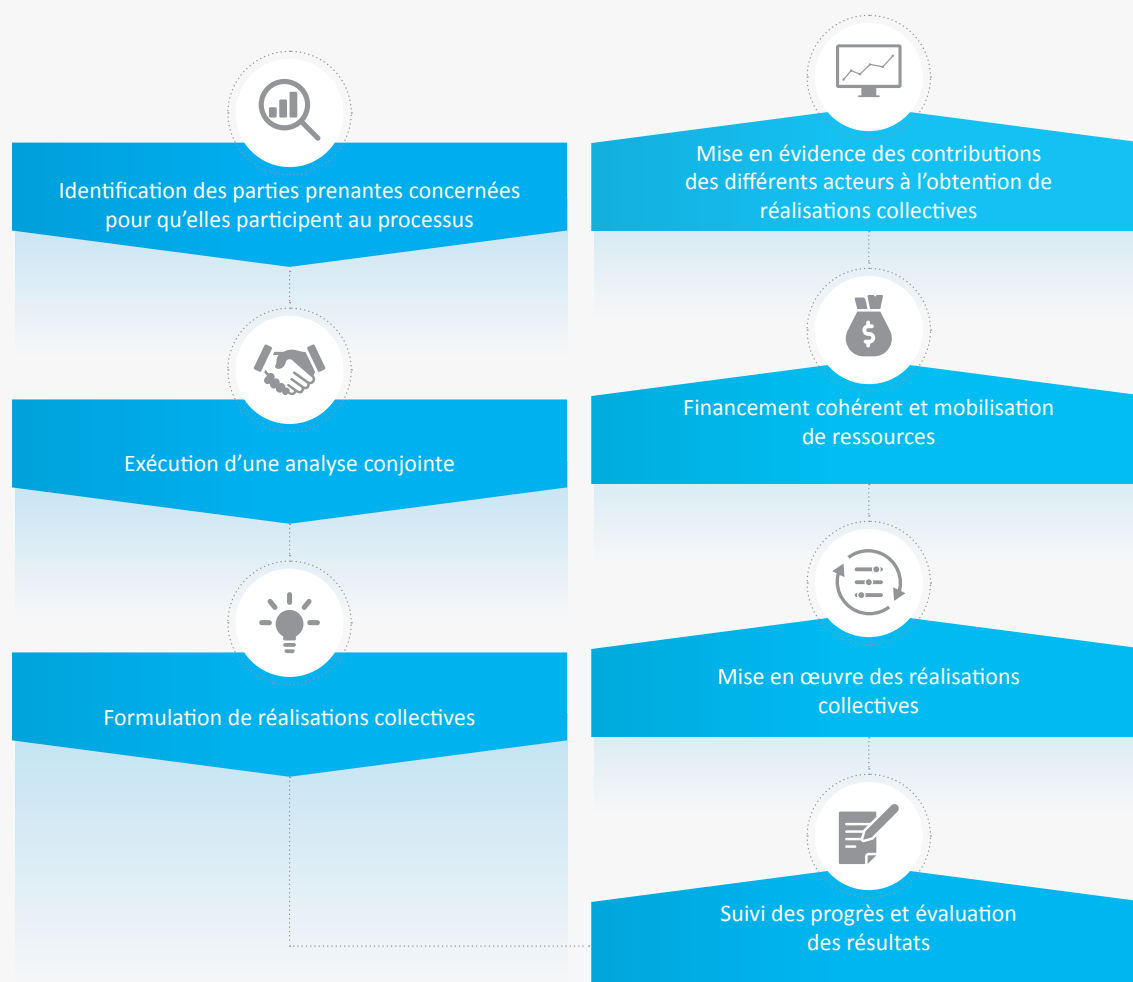 Identification des parties prenantes concernées
pour qu’elles participent au processus
Exécution d’une analyse conjointe
Formulation de réalisations collectives
Mise en évidence des contributions
des différents acteurs à l’obtention de
réalisations collectives
Financement cohérent et mobilisation
de ressources
Mise en œuvre des réalisations
collectives
Suivi des progrès et évaluation
des résultats